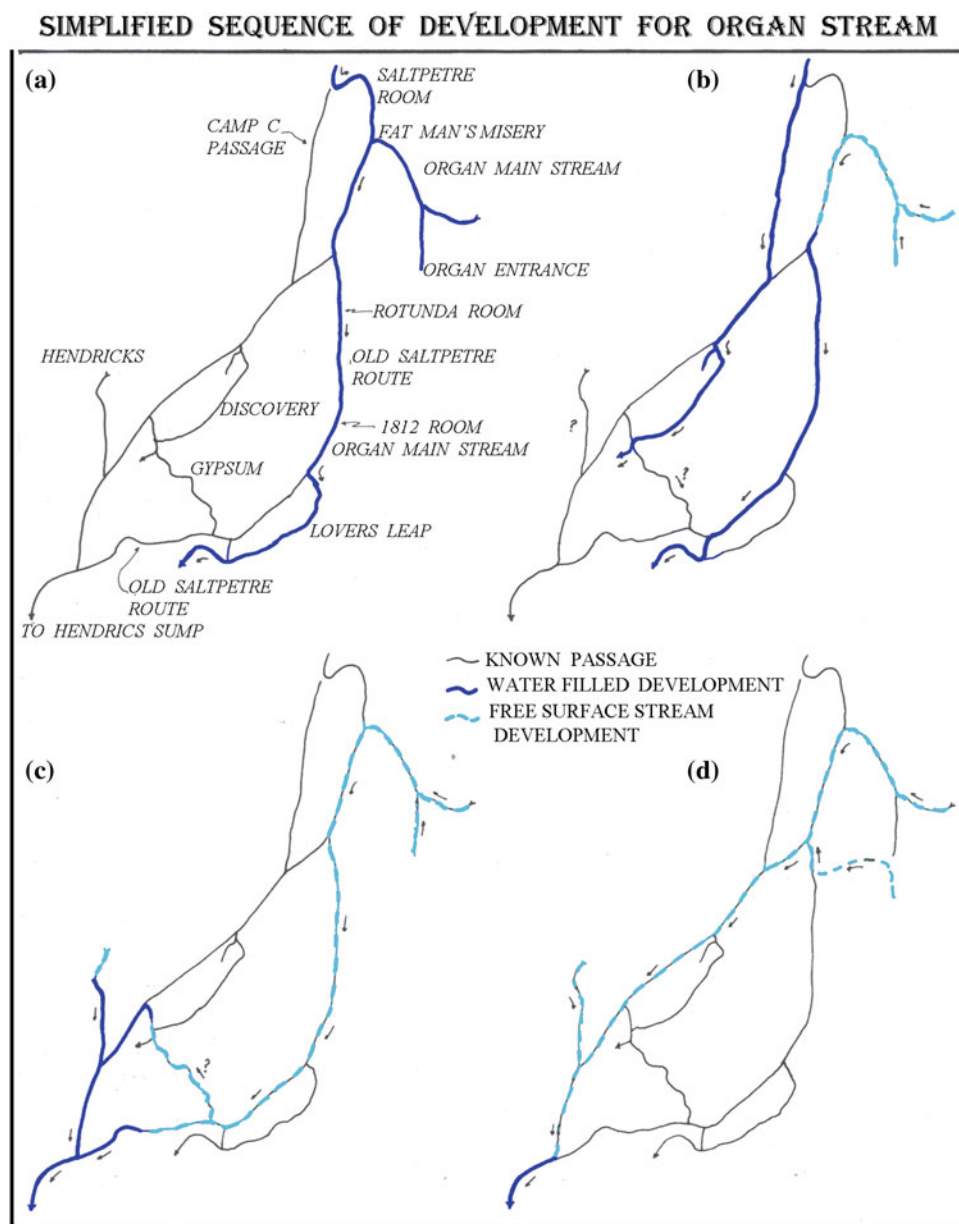 SIMPLIFIED SEQUENCE OF DEVELOPMENT FOR ORGAN STREAM
(a)
SALTPETRE
ROOM
CAMP C
PASSAGE
FAT MAN'S MISERY
ORGAN MAIN STREAM
ORGAN ENTRANCE
ROTUNDA ROOM
HENDRICKS
OLD SALTPETRE
ROUTE
DISCOVERY
1812 ROOM
ORGAN MAIN STREAM
GYPSUM
LOVERS LEAP
OLD SALTPETRE
ROUTE
TO HENDRICS SUMP
(b)
?
?
KNOWN PASSAGE
WATER FILLED DEVELOPMENT
FREE SURFACE STREAM
DEVELOPMENT
(c)
?
(d)